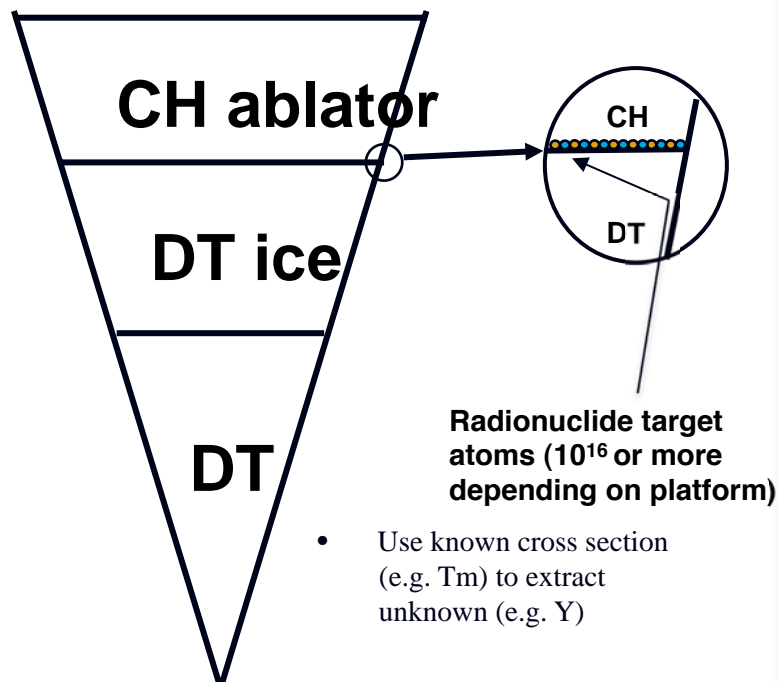 CH ablator
CH
DT ice
DT
DT
Radionuclide target
atoms (10¹⁶ or more
depending on platform)
• Use known cross section
(e.g. Tm) to extract
unknown (e.g. Y)